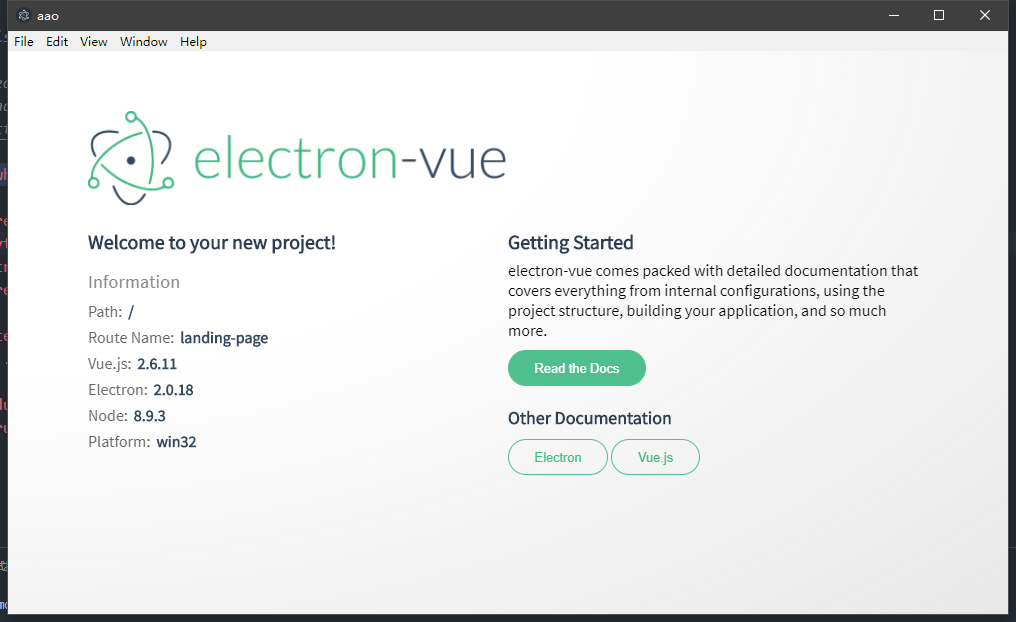 aao
File Edit View Window Help
electron-vue
Welcome to your new project!
Information
Path: /
Route Name: landing-page
Vue.js: 2.6.11
Electron: 2.0.18
Node: 8.9.3
Platform: win32
Getting Started
electron-vue comes packed with detailed documentation that
covers everything from internal configurations, using the
project structure, building your application, and so much
more.
Read the Docs
Other Documentation
Electron Vue.js